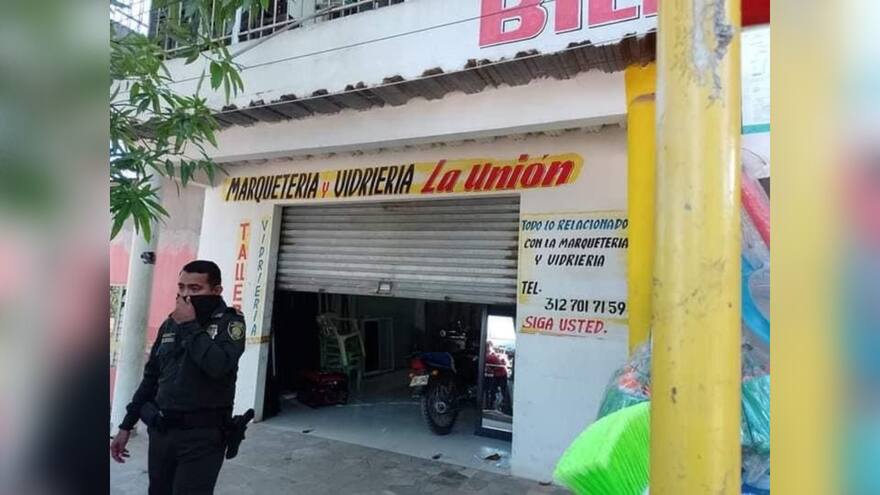 MARQUETERIA Y VIDRIERIA La Unión
TALLER
VIDRIERIA
TODO LO RELACIONADO
CON LA MARQUETERIA
Y VIDRIERIA
TEL-
312 701 71 59
SIGA USTED.